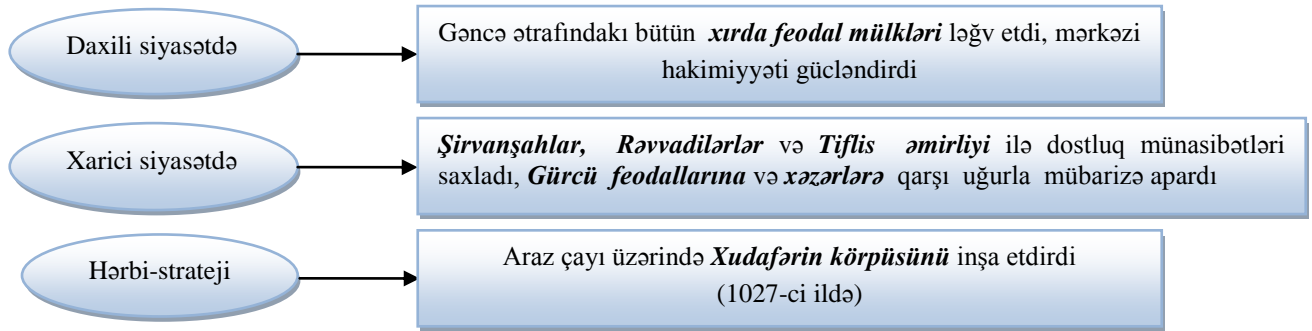 Daxili siyasətdə
Gəncə ətrafındakı bütün xırda feodal mülkləri ləğv etdi, mərkəzi
hakimiyyəti gücləndirdi
Xarici siyasətdə
Şirvanşahlar, Rəvvadilərlər və Tiflis əmirliyi ilə dostluq münasibətləri
saxladı, Gürcü feodallarına və xəzərlərə qarşı uğurla mübarizə apardı
Hərbi-strateji
Araz çayı üzərində Xudafərin körpüsünü inşa etdirdi
(1027-ci ildə)